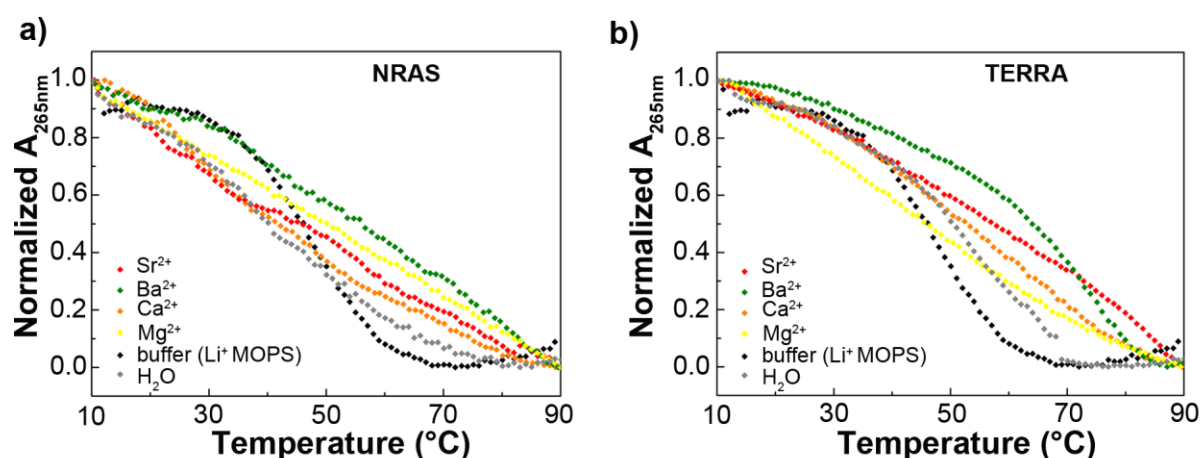 a)
NRAS
Normalized A265nm
1.0
0.8
0.6
0.4
0.2
0.0
Sr²⁺
Ba²⁺
Ca²⁺
Mg²⁺
buffer (Li⁺ MOPS)
H₂O
10 30 50 70 90
Temperature (°C)
b)
TERRA
Normalized A265nm
1.0
0.8
0.6
0.4
0.2
0.0
Sr²⁺
Ba²⁺
Ca²⁺
Mg²⁺
buffer (Li⁺ MOPS)
H₂O
10 30 50 70 90
Temperature (°C)